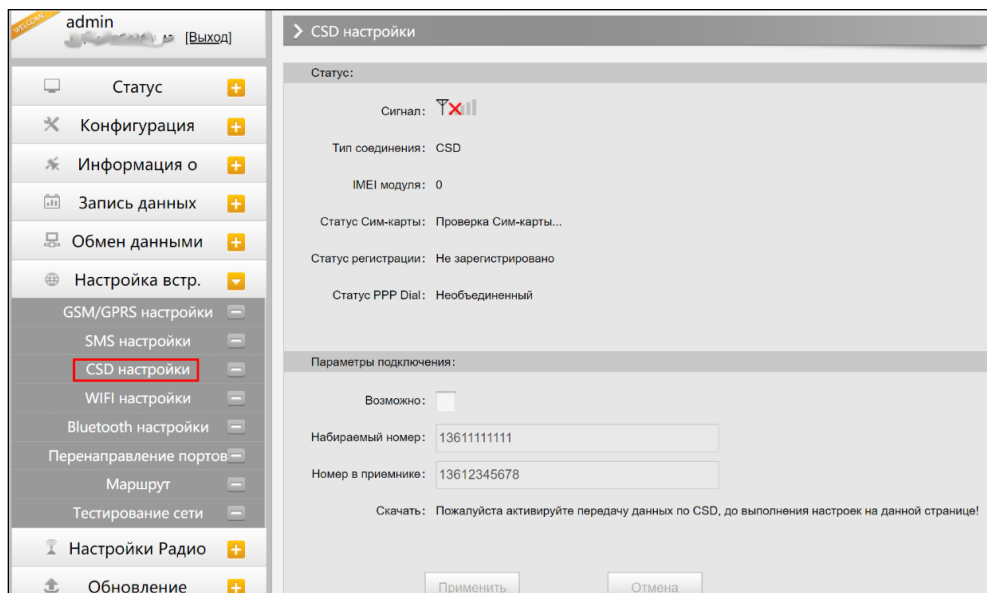 WELCOME
admin
[Выход]
Статус
Конфигурация
Информация о
Запись данных
Обмен данными
Настройка встр.
GSM/GPRS настройки
SMS настройки
CSD настройки
WIFI настройки
Bluetooth настройки
Перенаправление портов
Маршрут
Тестирование сети
Настройки Радио
Обновление
CSD настройки
Статус:
Сигнал:
Тип соединения: CSD
IMEI модуля: 0
Статус Сим-карты: Проверка Сим-карты...
Статус регистрации: Не зарегистрировано
Статус PPP Dial: Необъединенный
Параметры подключения:
Возможно:
Набираемый номер: 13611111111
Номер в приемнике: 13612345678
Скачать: Пожалуйста активируйте передачу данных по CSD, до выполнения настроек на данной странице!
Применить Отмена